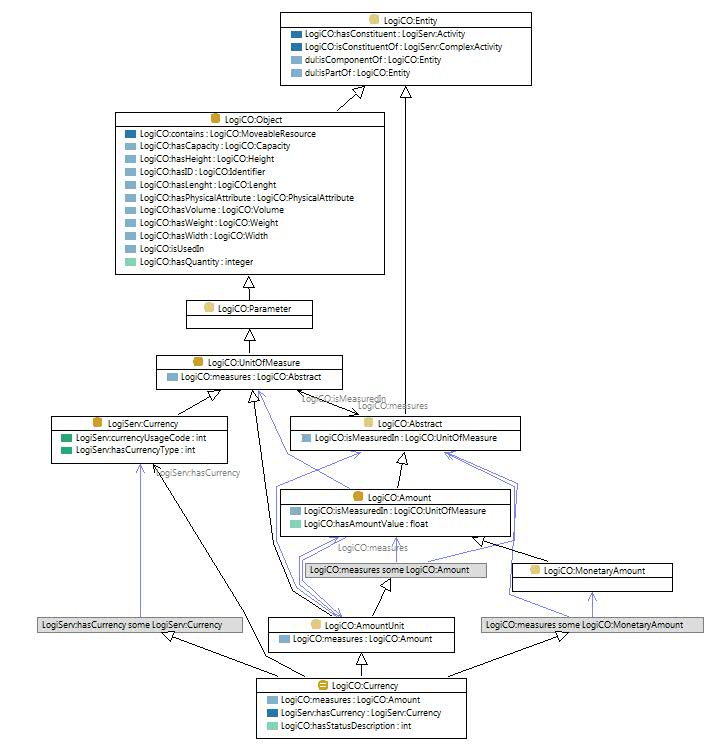 LogiCO:Entity
LogiCO:hasConstituent : LogiServ:Activity
LogiCO:isConstituentOf : LogiServ:ComplexActivity
dul:isComponentOf : LogiCO:Entity
dul:isPartOf : LogiCO:Entity
LogiCO:Object
LogiCO:contains : LogiCO:MoveableResource
LogiCO:hasCapacity : LogiCO:Capacity
LogiCO:hasHeight : LogiCO:Height
LogiCO:hasID : LogiCO:Identifier
LogiCO:hasLenght : LogiCO:Lenght
LogiCO:hasPhysicalAttribute : LogiCO:PhysicalAttribute
LogiCO:hasVolume : LogiCO:Volume
LogiCO:hasWeight : LogiCO:Weight
LogiCO:hasWidth : LogiCO:Width
LogiCO:isUsedIn
LogiCO:hasQuantity : integer
LogiCO:Parameter
LogiCO:UnitOfMeasure
LogiCO:measures : LogiCO:Abstract
LogiCO:isMeasuredIn
LogiCO:measures
LogiServ:Currency
LogiServ:currencyUsageCode : int
LogiServ:hasCurrencyType : int
LogiCO:Abstract
LogiCO:isMeasuredIn : LogiCO:UnitOfMeasure
LogiServ:hasCurrency
LogiCO:Amount
LogiCO:isMeasuredIn : LogiCO:UnitOfMeasure
LogiCO:hasAmountValue : float
LogiCO:measures
LogiCO:measures some LogiCO:Amount
LogiCO:MonetaryAmount
LogiServ:hasCurrency some LogiServ:Currency
LogiCO:AmountUnit
LogiCO:measures : LogiCO:Amount
LogiCO:measures some LogiCO:MonetaryAmount
LogiCO:Currency
LogiCO:measures : LogiCO:Amount
LogiServ:hasCurrency : LogiServ:Currency
LogiCO:hasStatusDescription : int